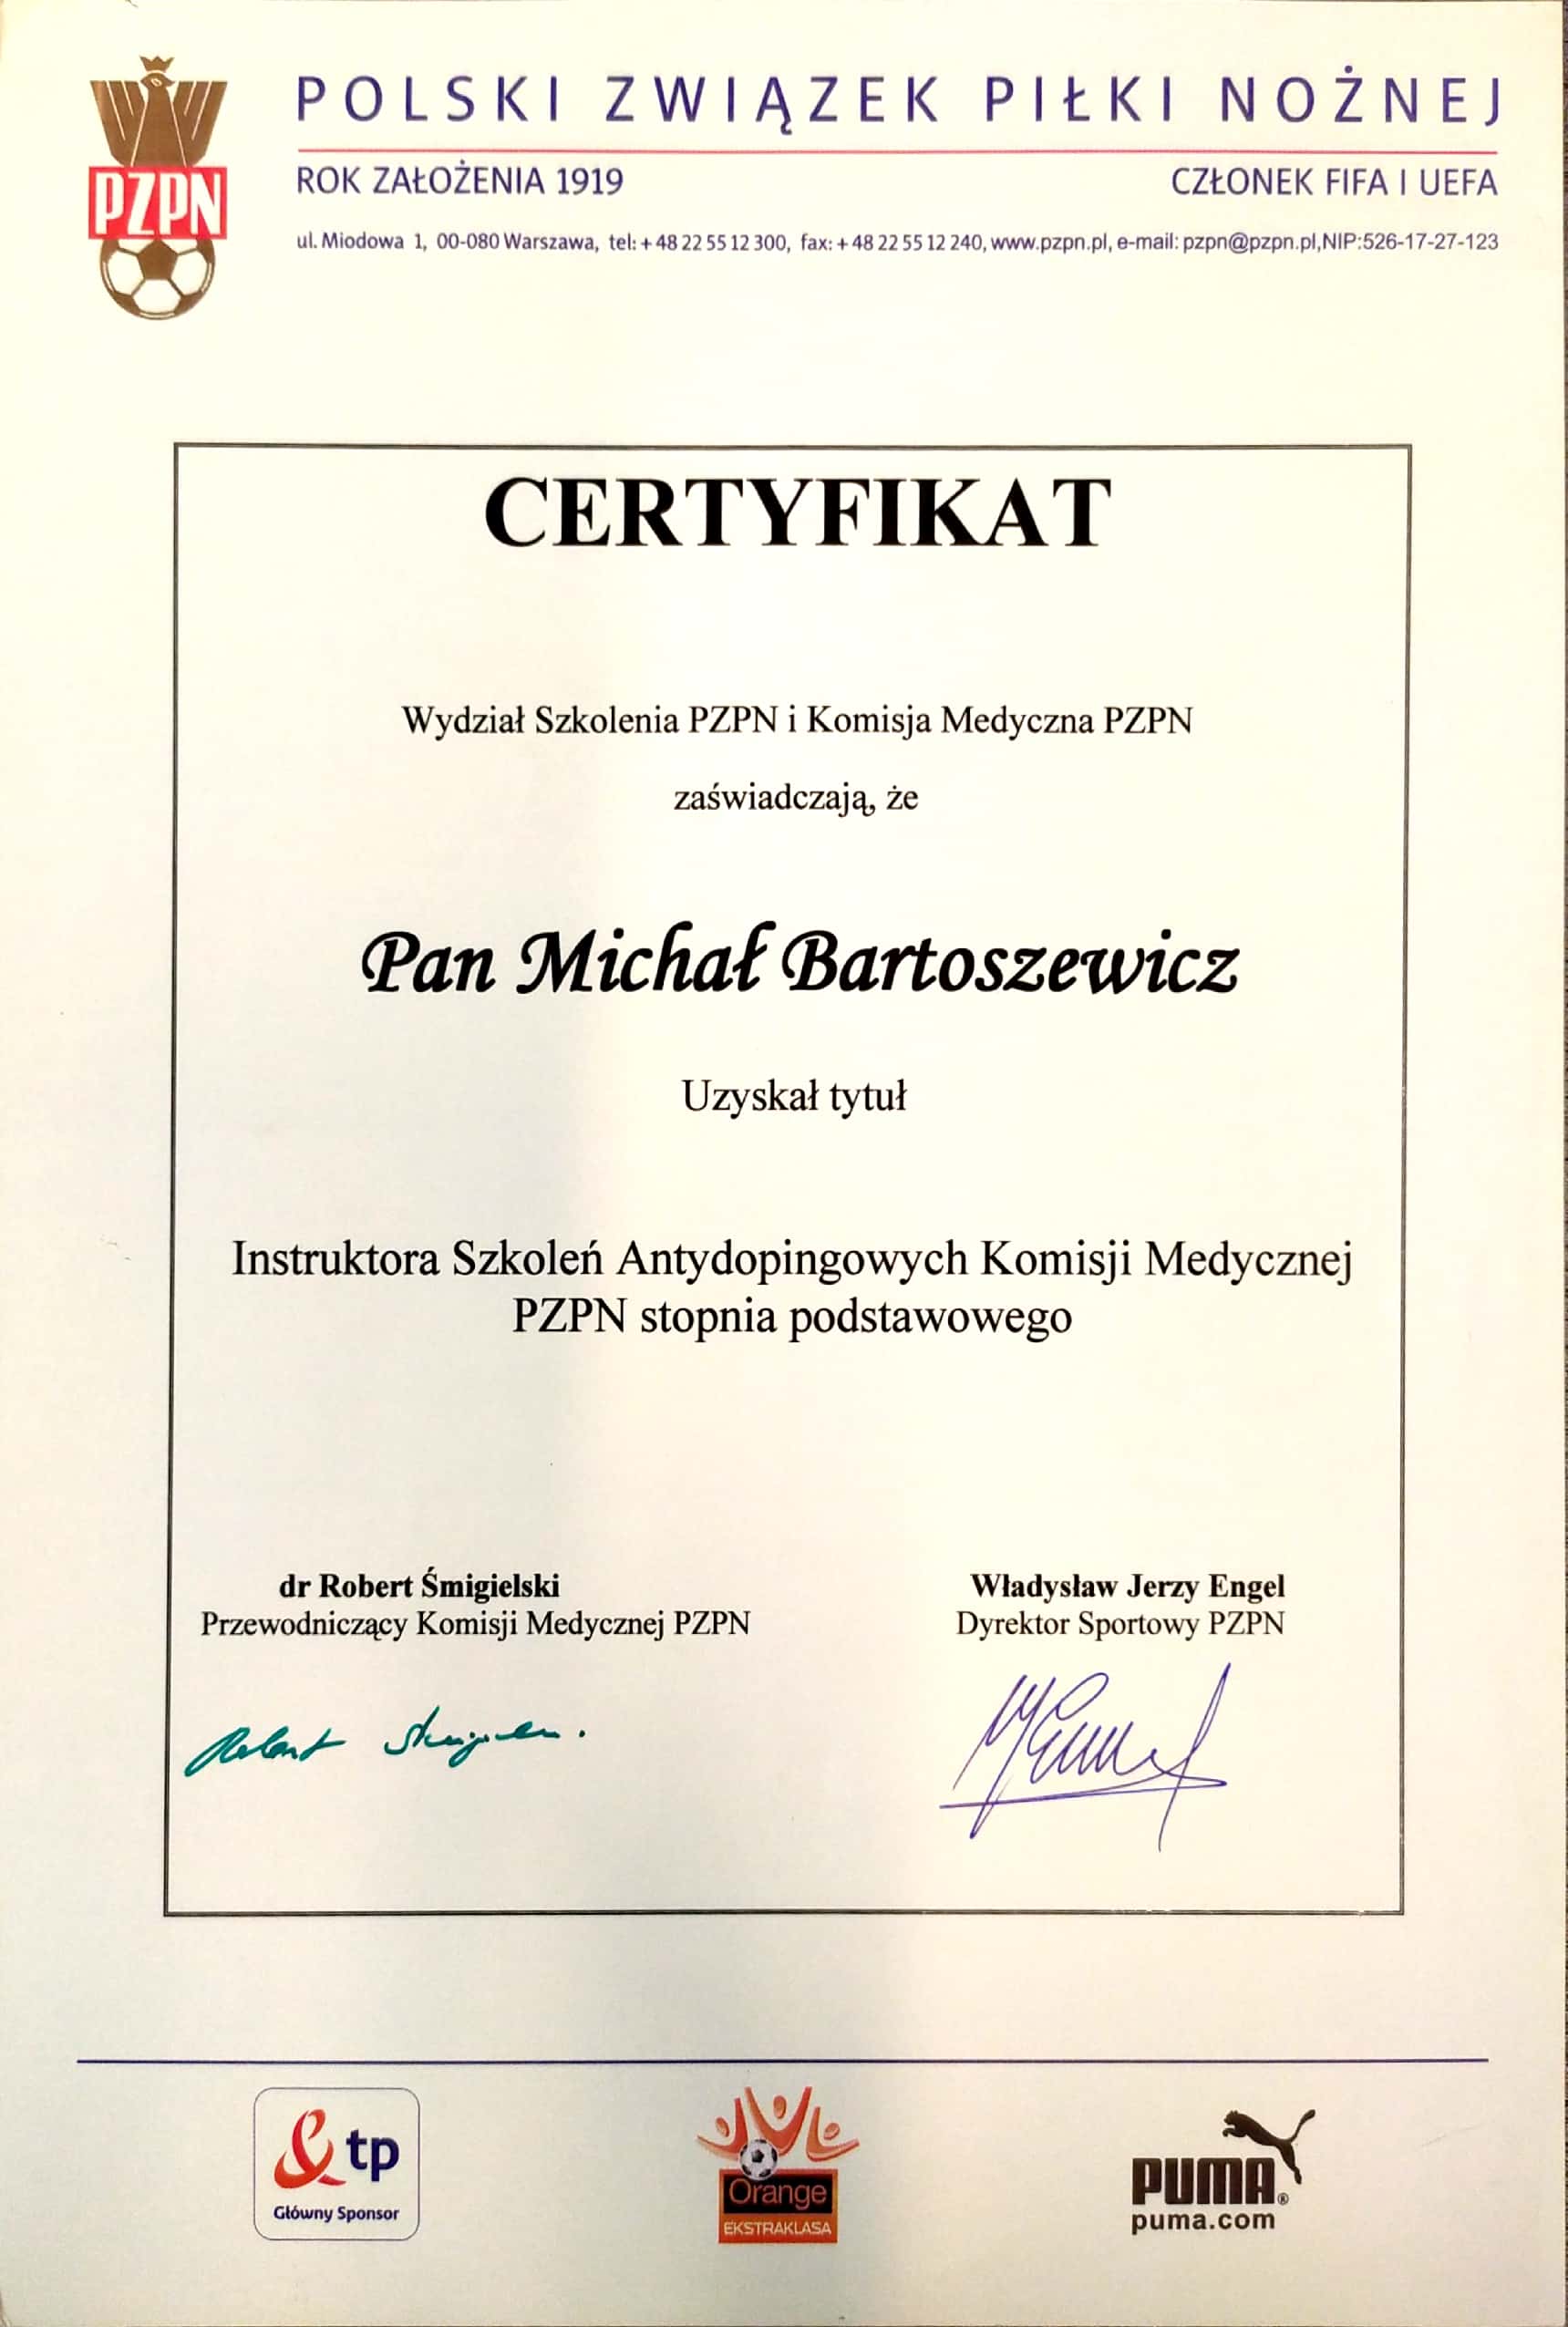 POLSKI ZWIĄZEK PIŁKI NOŻNEJ
PZPN
ROK ZAŁOŻENIA 1919 CZŁONEK FIFA I UEFA
ul. Miodowa 1, 00-080 Warszawa, tel: + 48 22 55 12 300, fax: + 48 22 55 12 240, www.pzpn.pl, e-mail: pzpn@pzpn.pl,NIP:526-17-27-123
CERTYFIKAT
Wydział Szkolenia PZPN i Komisja Medyczna PZPN
zaświadczają, że
Pan Michał Bartoszewicz
Uzyskał tytuł
Instruktora Szkoleń Antydopingowych Komisji Medycznej
PZPN stopnia podstawowego
dr Robert Śmigielski
Przewodniczący Komisji Medycznej PZPN
Władysław Jerzy Engel
Dyrektor Sportowy PZPN
tp
Główny Sponsor
Orange
EKSTRAKLASA
PUMA®
puma.com